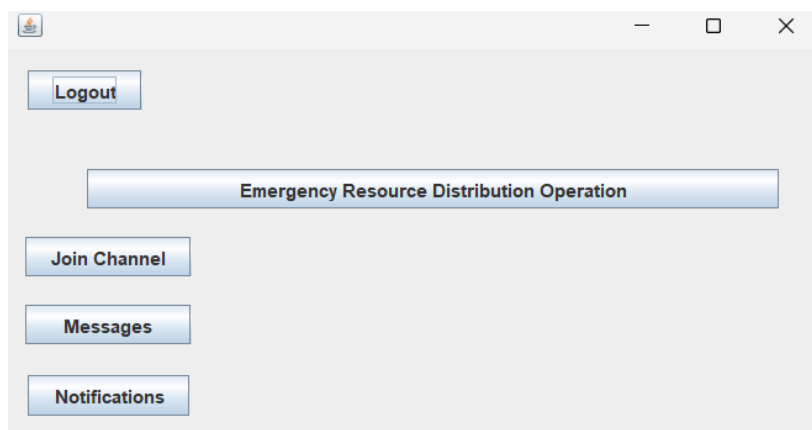 Logout
Emergency Resource Distribution Operation
Join Channel
Messages
Notifications